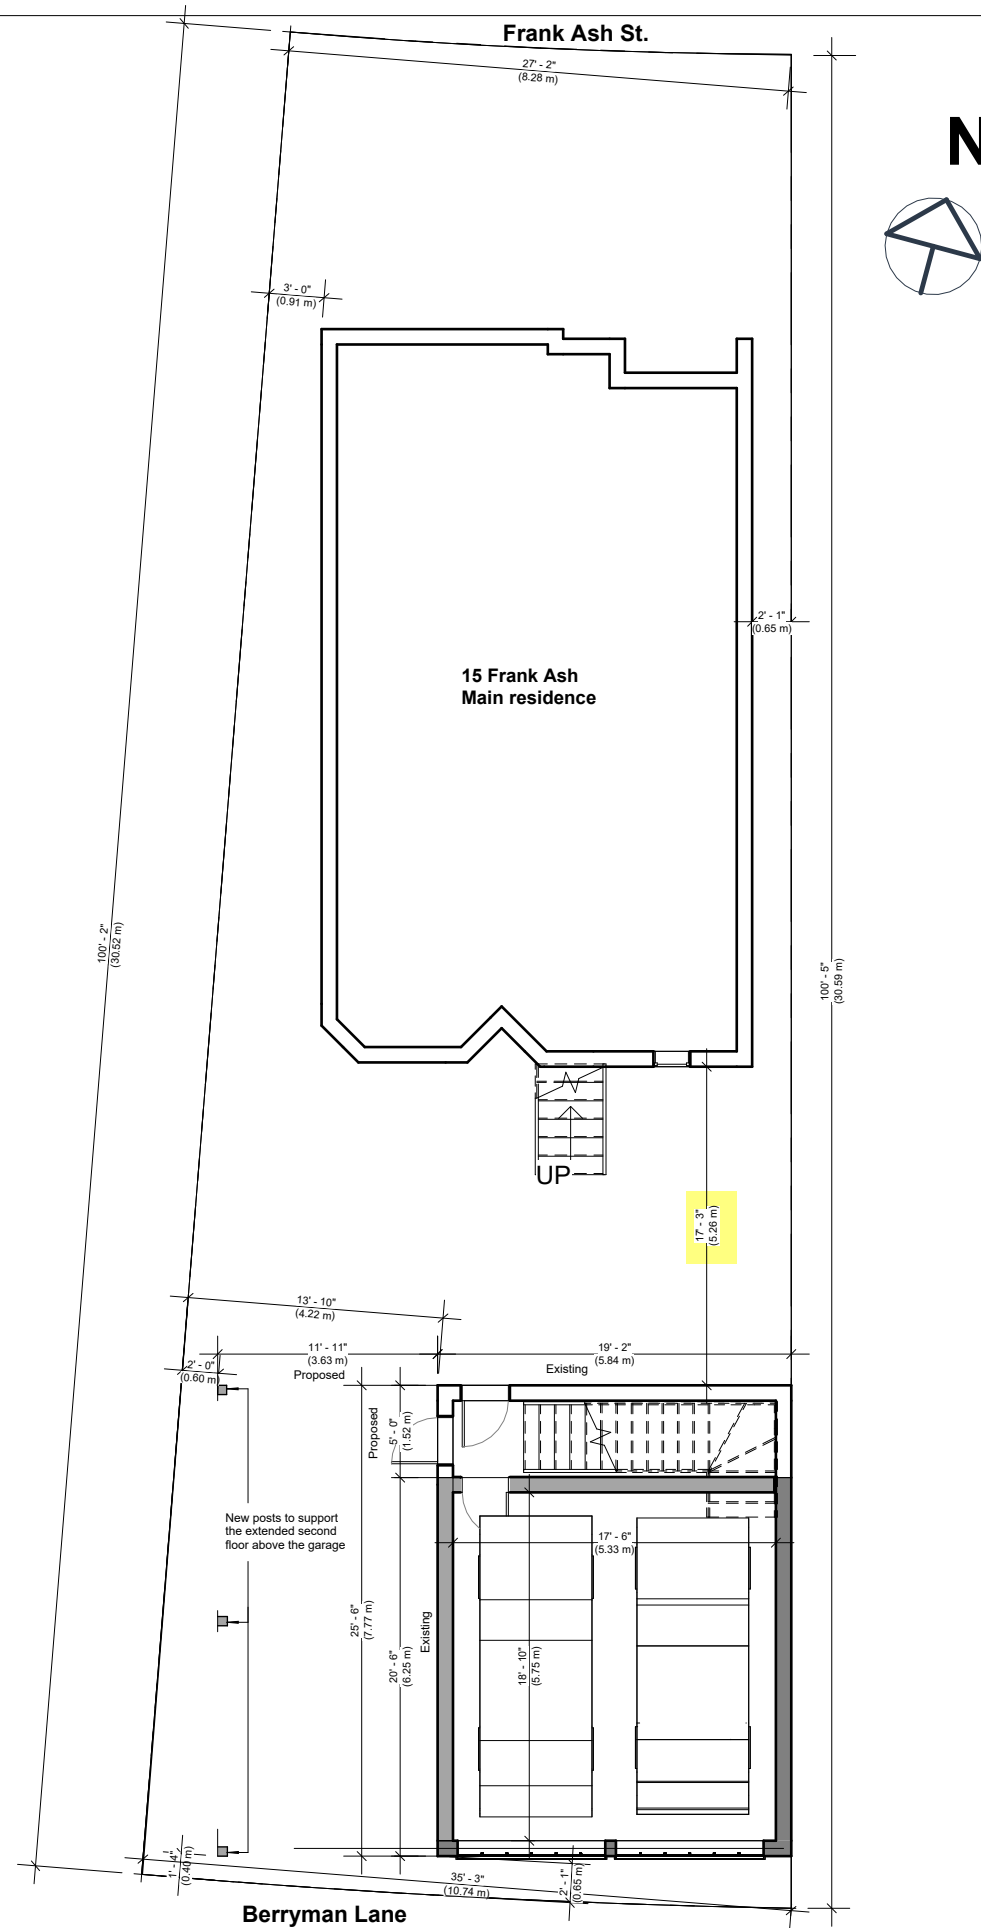 Frank Ash St.
27' - 2"
(8.28 m)
N
3' - 0"
(0.91 m)
2' - 1"
(0.65 m)
15 Frank Ash
Main residence
100' - 2"
(30.52 m)
100' - 5"
(30.59 m)
UP
17' - 3"
(5.26 m)
13' - 10"
(4.22 m)
11' - 11"
(3.63 m)
Proposed
19' - 2"
(5.84 m)
Existing
2' - 0"
(0.60 m)
Proposed
5' - 0"
(1.52 m)
New posts to support
the extended second
floor above the garage
17' - 6"
(5.33 m)
25' - 6"
(7.77 m)
Existing
20' - 6"
(6.25 m)
18' - 10"
(5.75 m)
1' - 4"
(0.40 m)
35' - 3"
(10.74 m)
2' - 1"
(0.65 m)
Berryman Lane